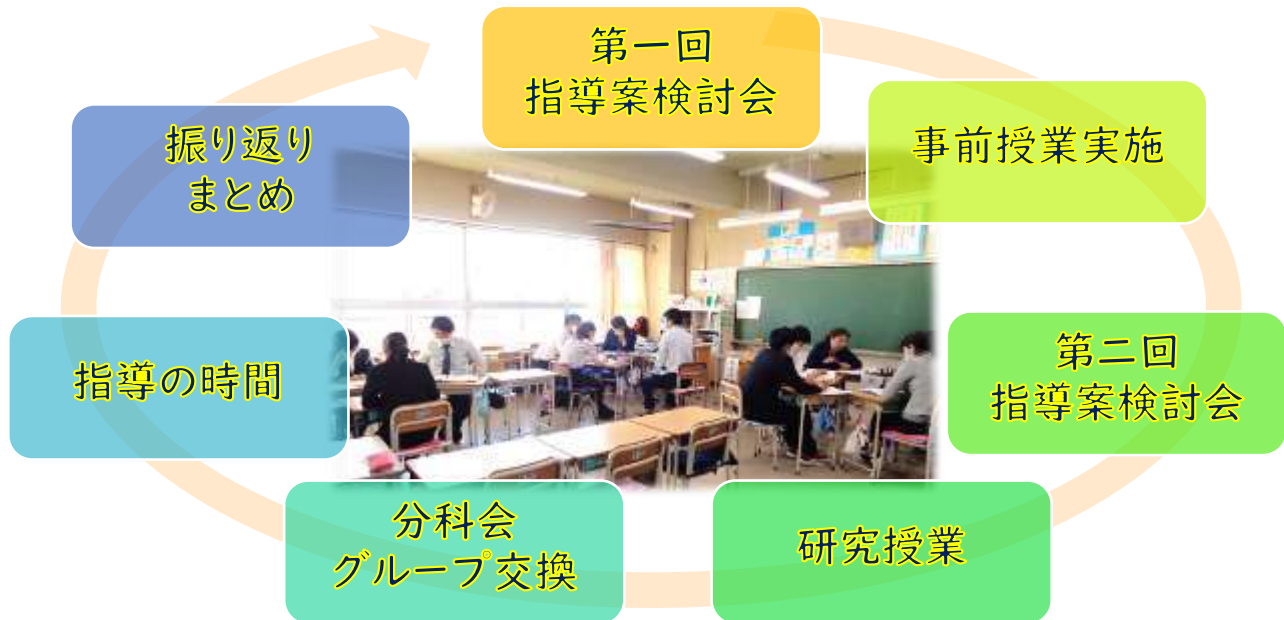 第一回
指導案検討会
事前授業実施
第二回
指導案検討会
研究授業
分科会
グループ交換
指導の時間
振り返り
まとめ